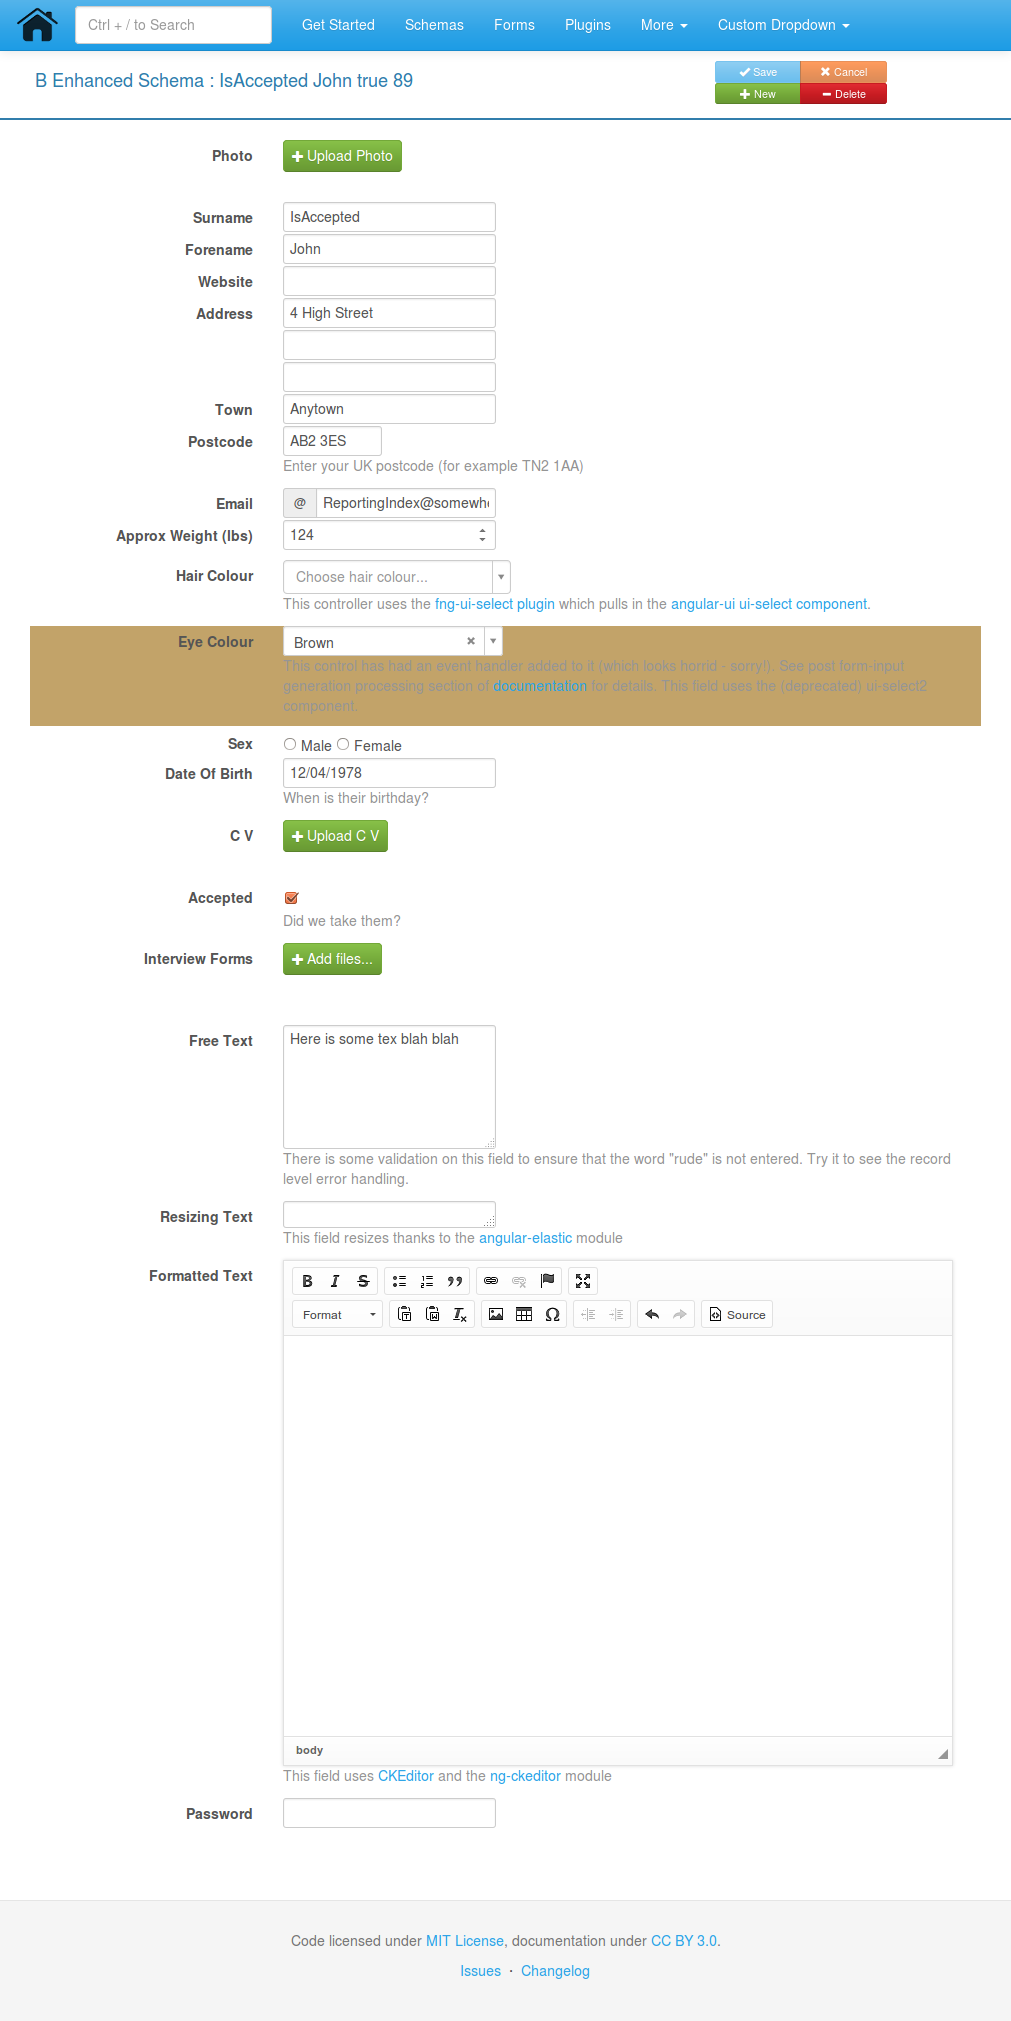 Ctrl + / to Search Get Started Schemas Forms Plugins More Custom Dropdown
B Enhanced Schema : IsAccepted John true 89
Save Cancel
New Delete
Photo Upload Photo
Surname IsAccepted
Forename John
Website
Address 4 High Street
Town Anytown
Postcode AB2 3ES
Enter your UK postcode (for example TN2 1AA)
Email @ ReportingIndex@somewhe
Approx Weight (lbs) 124
Hair Colour Choose hair colour...
This controller uses the fng-ui-select plugin which pulls in the angular-ui ui-select component.
Eye Colour Brown
This control has had an event handler added to it (which looks horrid - sorry!). See post form-input
generation processing section of documentation for details. This field uses the (deprecated) ui-select2
component.
Sex Male Female
Date Of Birth 12/04/1978
When is their birthday?
C V Upload C V
Accepted
Did we take them?
Interview Forms Add files...
Free Text Here is some tex blah blah
There is some validation on this field to ensure that the word "rude" is not entered. Try it to see the record
level error handling.
Resizing Text
This field resizes thanks to the angular-elastic module
Formatted Text
Format Source
body
This field uses CKEditor and the ng-ckeditor module
Password
Code licensed under MIT License, documentation under CC BY 3.0.
Issues · Changelog